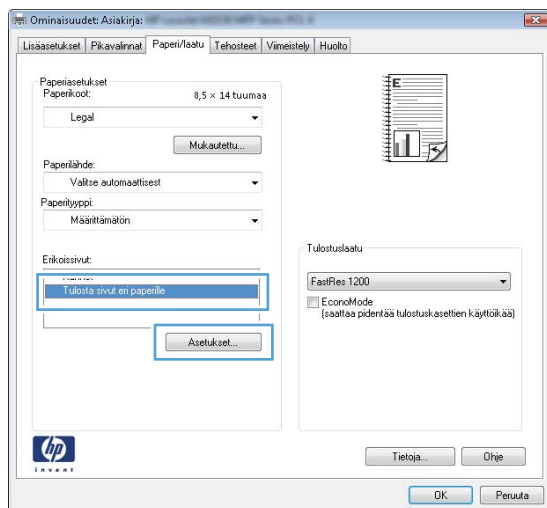 Ominaisuudet: Asiakirja:
Lisäasetukset Pikavalinnat Paperi/laatu Tehosteet Viimeistely Huolto
Paperiasetukset
Paperikoot: 8,5 × 14 tuumaa
Legal
Mukautettu...
Paperilähde:
Valitse automaattisest
Paperityyppi:
Määrittämätön
Erikoissivut:
Tulosta sivut eri paperille
Asetukset...
E
Tulostuslaatu
FastRes 1200
EconoMode
(saattaa pidentää tulostuskasettien käyttöikää)
hp
invent
Tietoja... Ohje
OK Peruuta